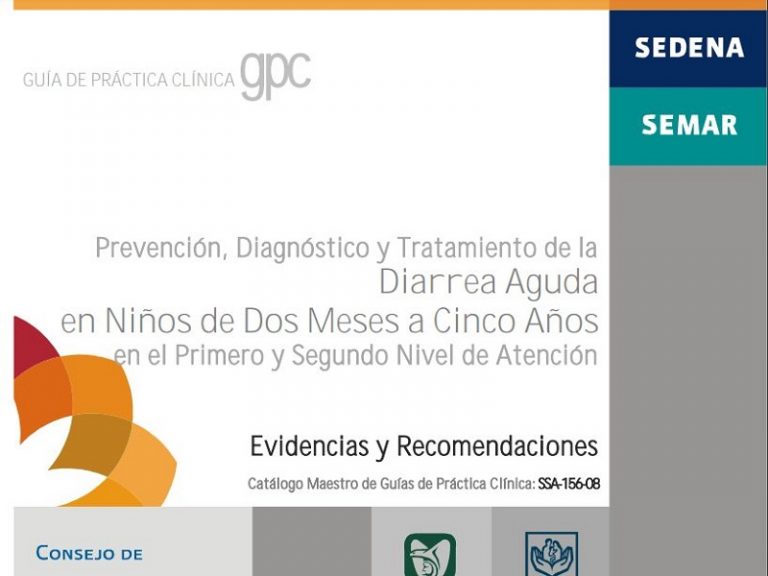 SEDENA
SEMAR
GUÍA DE PRÁCTICA CLÍNICA gpc
Prevención, Diagnóstico y Tratamiento de la
Diarrea Aguda
en Niños de Dos Meses a Cinco Años
en el Primero y Segundo Nivel de Atención
Evidencias y Recomendaciones
Catálogo Maestro de Guías de Práctica Clínica: SSA-156-08
CONSEJO DE